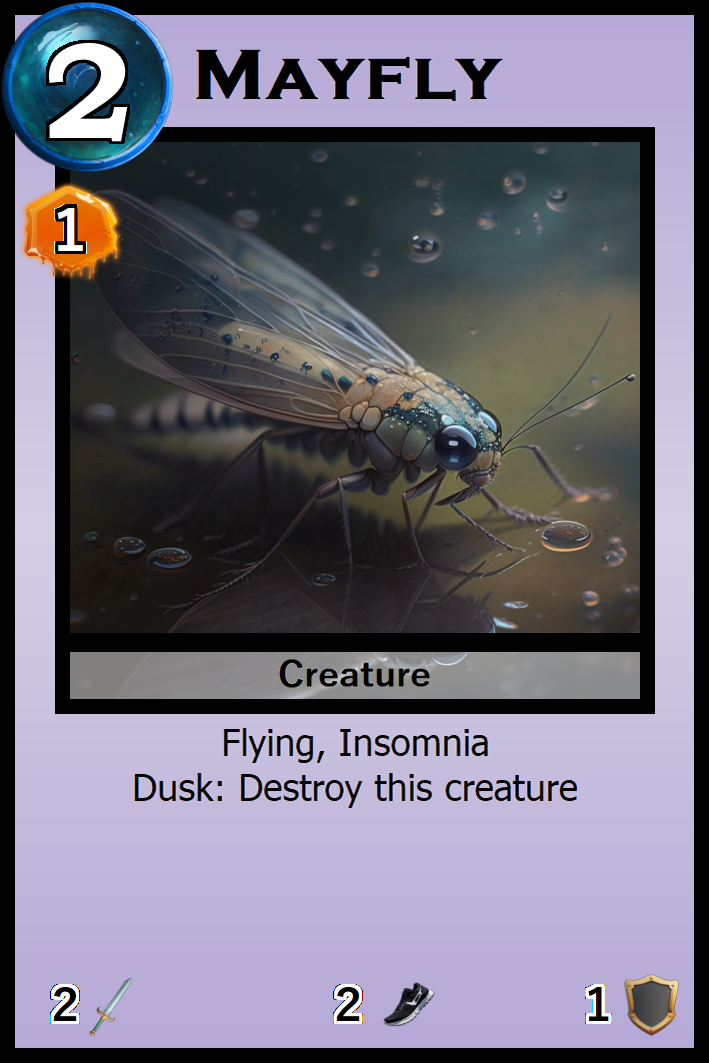 2
Mayfly
1
Creature
Flying, Insomnia
Dusk: Destroy this creature
2 2 1